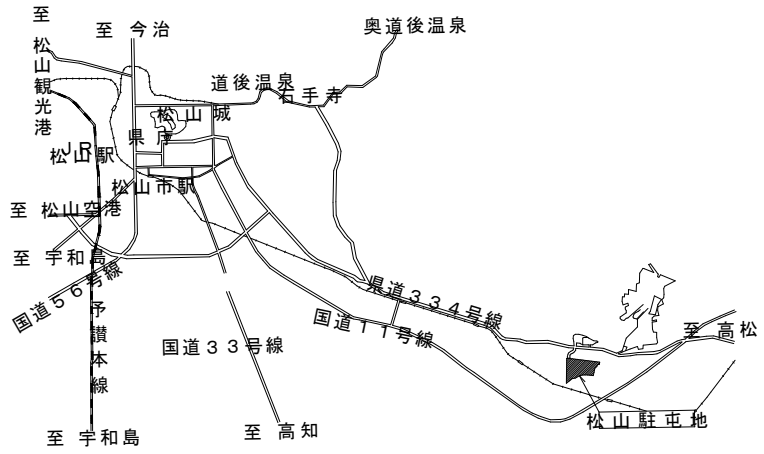 至 松山観光港
至 今治
奥道後温泉
道後温泉
石手寺
松山城
県庁
JR
松山駅
松山市駅
至 松山空港
至 宇和島
国道５６号線
予讃本線
国道３３号線
県道３３４号線
国道１１号線
至 高松
松山駐屯地
至 宇和島
至 高知